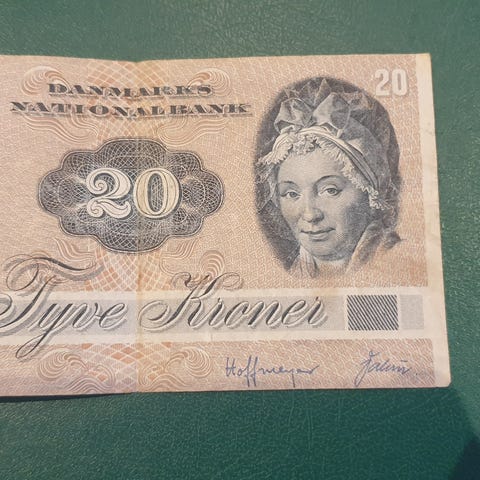 DANMARKS
20
NATIONALBANK
20
Tyve Kroner
Hoffmeyer